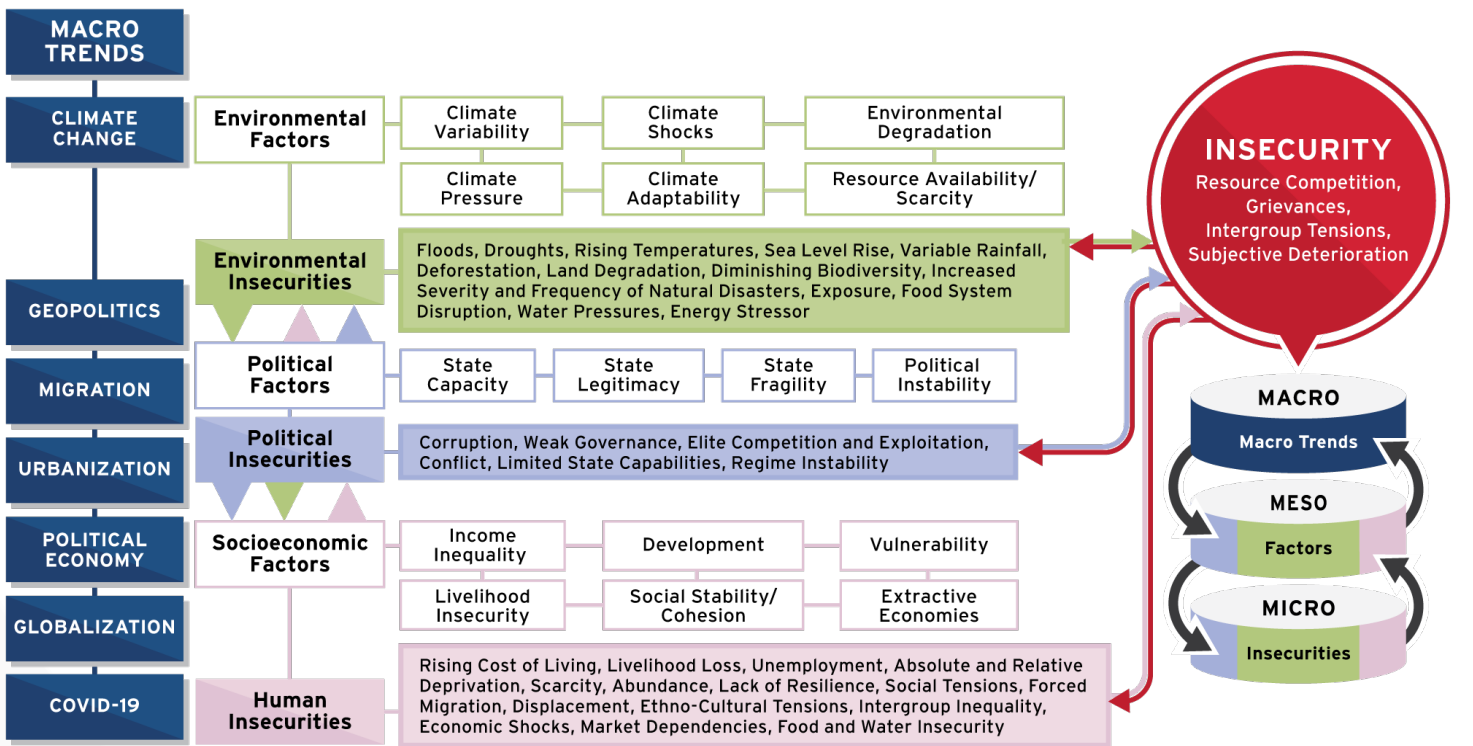 MACRO
TRENDS
CLIMATE
CHANGE
GEOPOLITICS
MIGRATION
URBANIZATION
POLITICAL
ECONOMY
GLOBALIZATION
COVID-19
Environmental
Factors
Climate
Variability
Climate
Shocks
Environmental
Degradation
Climate
Pressure
Climate
Adaptability
Resource Availability/
Scarcity
Environmental
Insecurities
Floods, Droughts, Rising Temperatures, Sea Level Rise, Variable Rainfall,
Deforestation, Land Degradation, Diminishing Biodiversity, Increased
Severity and Frequency of Natural Disasters, Exposure, Food System
Disruption, Water Pressures, Energy Stressor
Political
Factors
State
Capacity
State
Legitimacy
State
Fragility
Political
Instability
Political
Insecurities
Corruption, Weak Governance, Elite Competition and Exploitation,
Conflict, Limited State Capabilities, Regime Instability
Socioeconomic
Factors
Income
Inequality
Development
Vulnerability
Livelihood
Insecurity
Social Stability/
Cohesion
Extractive
Economies
Human
Insecurities
Rising Cost of Living, Livelihood Loss, Unemployment, Absolute and Relative
Deprivation, Scarcity, Abundance, Lack of Resilience, Social Tensions, Forced
Migration, Displacement, Ethno-Cultural Tensions, Intergroup Inequality,
Economic Shocks, Market Dependencies, Food and Water Insecurity
INSECURITY
Resource Competition,
Grievances,
Intergroup Tensions,
Subjective Deterioration
MACRO
Macro Trends
MESO
Factors
MICRO
Insecurities